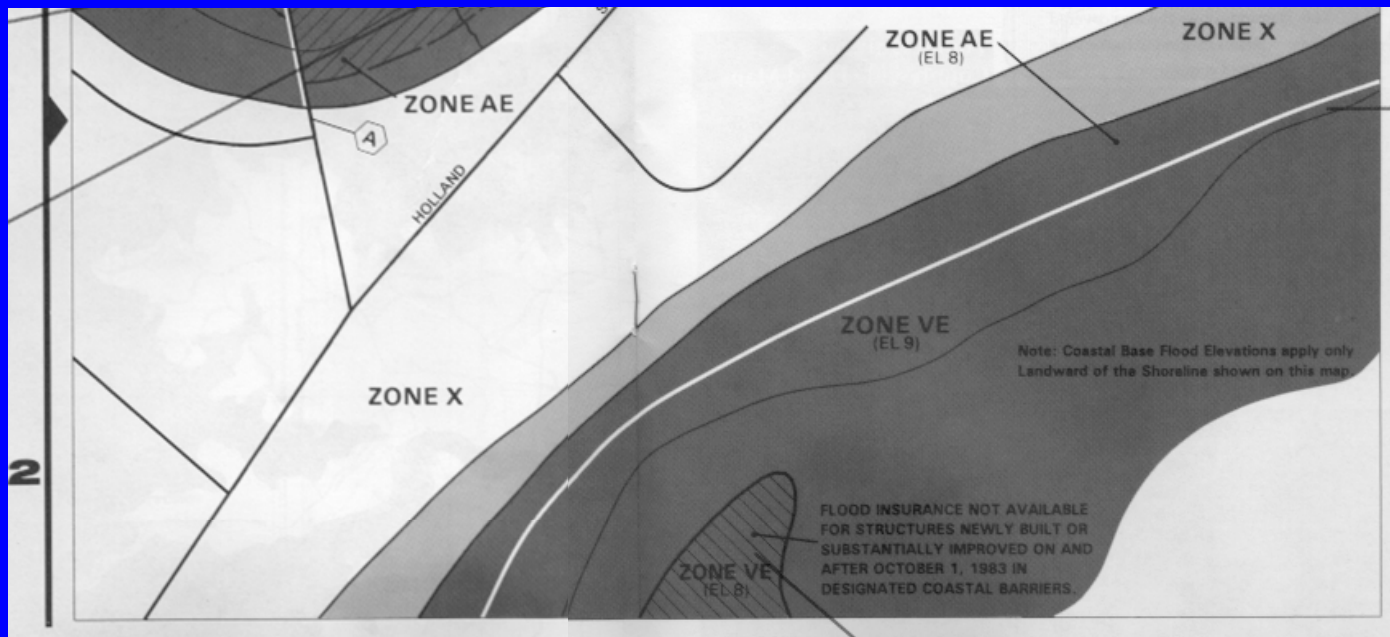 ZONE AE
(EL 8)
ZONE X
ZONE AE
A
HOLLAND
ZONE VE
(EL 9)
Note: Coastal Base Flood Elevations apply only
Landward of the Shoreline shown on this map.
ZONE X
2
FLOOD INSURANCE NOT AVAILABLE
FOR STRUCTURES NEWLY BUILT OR
SUBSTANTIALLY IMPROVED ON AND
AFTER OCTOBER 1, 1983 IN
DESIGNATED COASTAL BARRIERS.
ZONE VE
(EL 8)